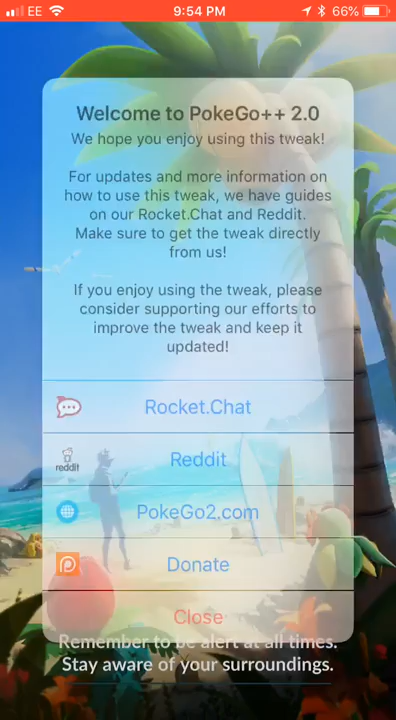 EE 9:54 PM 66%
Welcome to PokeGo++ 2.0
We hope you enjoy using this tweak!
For updates and more information on
how to use this tweak, we have guides
on our Rocket.Chat and Reddit.
Make sure to get the tweak directly
from us!
If you enjoy using the tweak, please
consider supporting our efforts to
improve the tweak and keep it
updated!
Rocket.Chat
reddit Reddit
PokeGo2.com
Donate
Close
Remember to be alert at all times.
Stay aware of your surroundings.